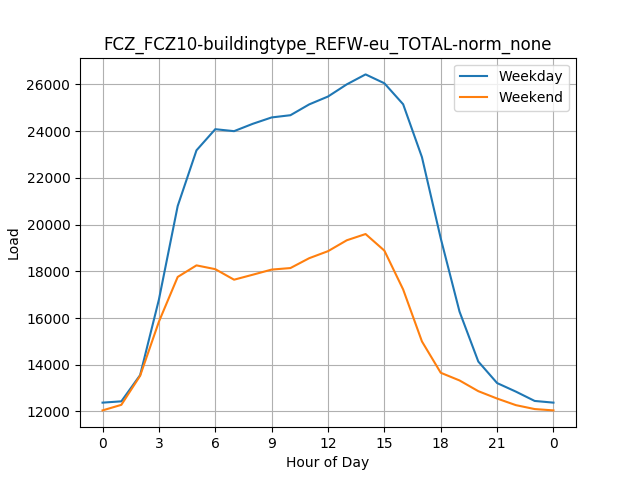 FCZ_FCZ10-buildingtype_REFW-eu_TOTAL-norm_none
Weekday
Weekend
26000
24000
22000
20000
18000
16000
14000
12000
Load
0 3 6 9 12 15 18 21 0
Hour of Day